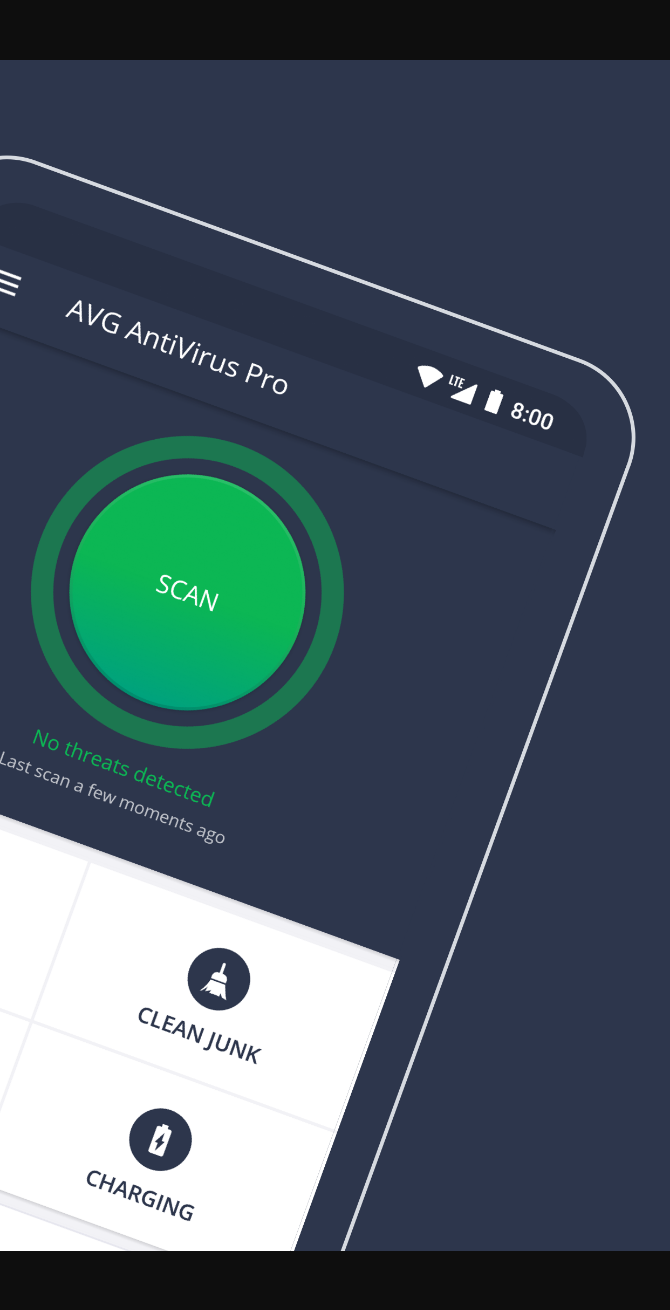 LTE
8:00
AVG AntiVirus Pro
SCAN
No threats detected
Last scan a few moments ago
CLEAN JUNK
CHARGING